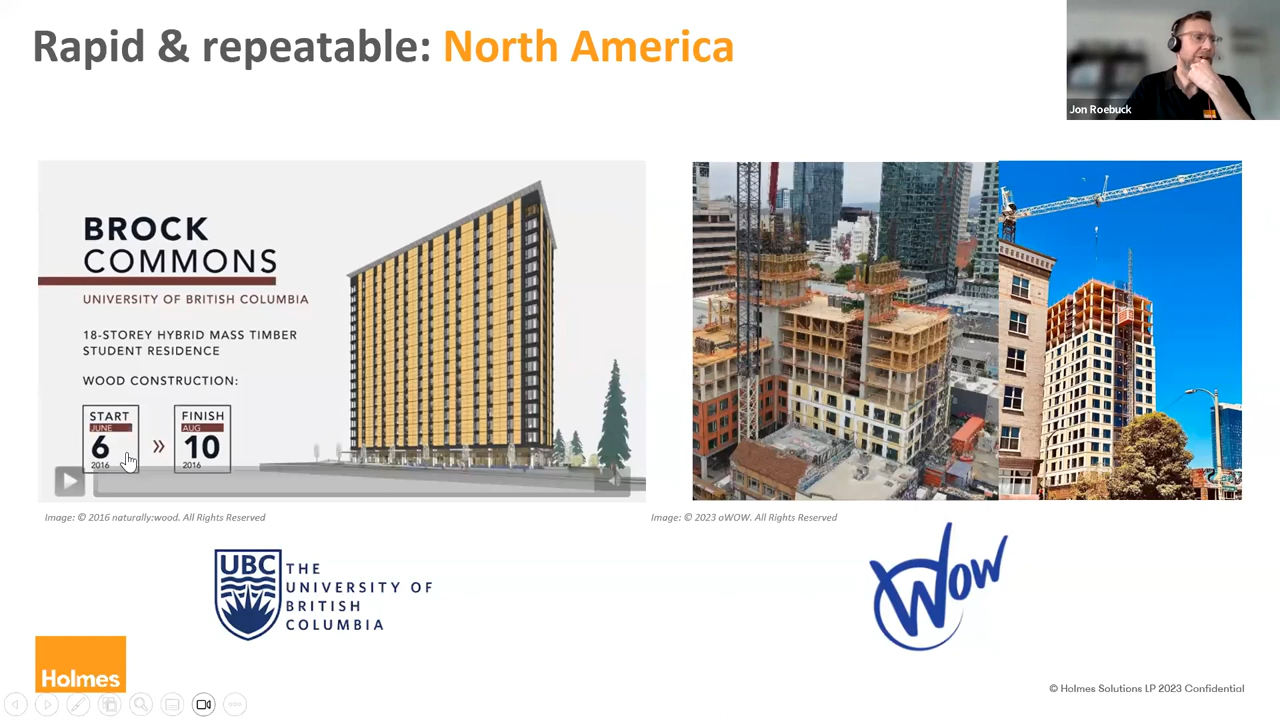 Rapid & repeatable: North America
Jon Roebuck
BROCK
COMMONS
UNIVERSITY OF BRITISH COLUMBIA
18-STOREY HYBRID MASS TIMBER
STUDENT RESIDENCE
WOOD CONSTRUCTION:
START
JUNE
6
2016
»
FINISH
AUG
10
2016
Image: © 2016 naturally:wood. All Rights Reserved
Image: © 2023 oWOW. All Rights Reserved
UBC
THE
UNIVERSITY OF
BRITISH
COLUMBIA
WOW
Holmes
© Holmes Solutions LP 2023 Confidential